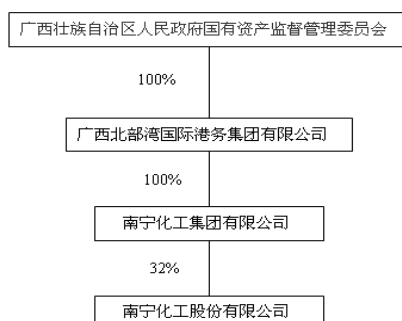 广西壮族自治区人民政府国有资产监督管理委员会
100%
广西北部湾国际港务集团有限公司
100%
南宁化工集团有限公司
32%
南宁化工股份有限公司